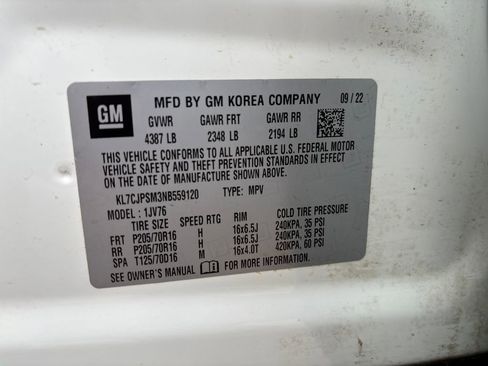 GM MFD BY GM KOREA COMPANY 09 / 22
GVWR GAWR FRT GAWR RR
4387 LB 2348 LB 2194 LB
THIS VEHICLE CONFORMS TO ALL APPLICABLE U.S. FEDERAL MOTOR
VEHICLE SAFETY AND THEFT PREVENTION STANDARDS IN EFFECT ON
THE DATE OF MANUFACTURE SHOWN ABOVE.
KL7CJPSM3NB559120 TYPE: MPV
MODEL: 1JV76
TIRE SIZE SPEED RTG RIM COLD TIRE PRESSURE
FRT P205/70R16 H 16x6.5J 240KPA, 35 PSI
RR P205/70R16 H 16x6.5J 240KPA, 35 PSI
SPA T125/70D16 M 16x4.0T 420KPA, 60 PSI
SEE OWNER'S MANUAL FOR MORE INFORMATION.